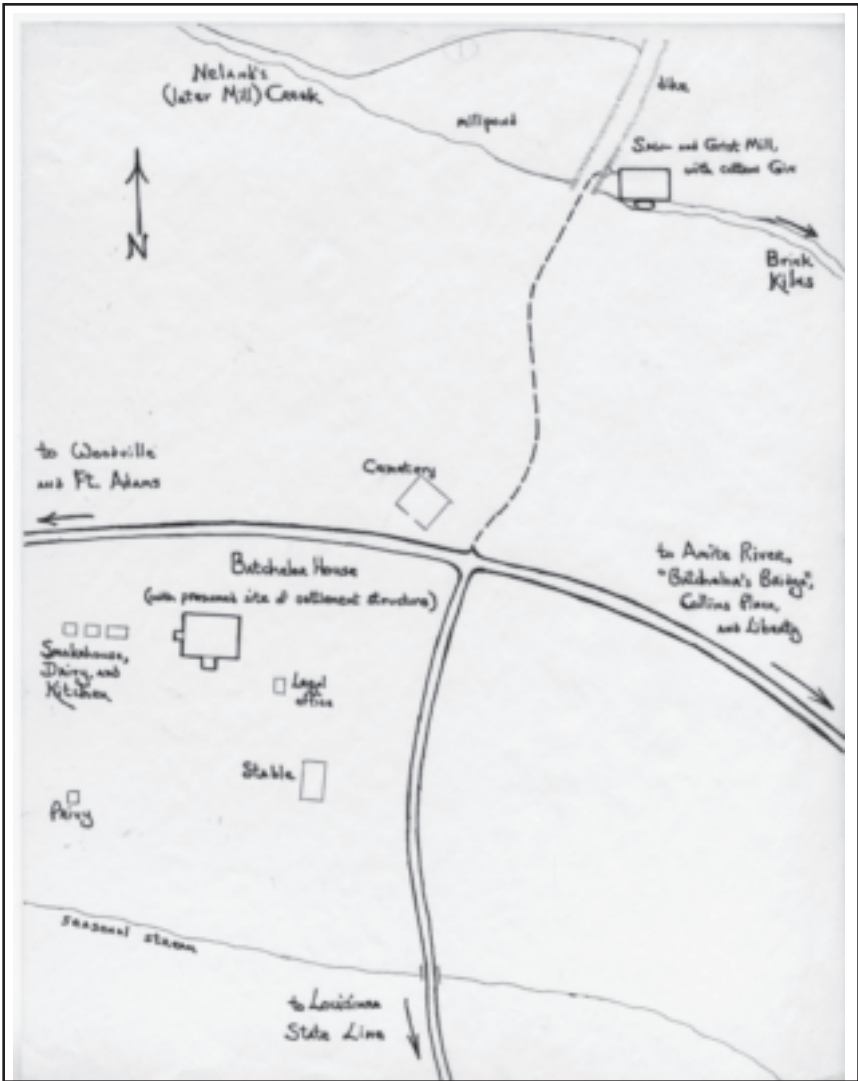 Nelank's
(later Mill) Creek
millpond
dike
Saw and Grist Mill,
with cotton Gin
N
Brick
Kilns
to Woodville
and Ft. Adams
Cemetery
Batchelor House
(with presumed site of settlement structure)
to Amite River,
"Batchelor's Bridge",
Collins Place,
and Liberty
Smokehouse,
Dairy, and
Kitchen
Legal
office
Stable
Privy
seasonal stream
to Louisiana
State Line